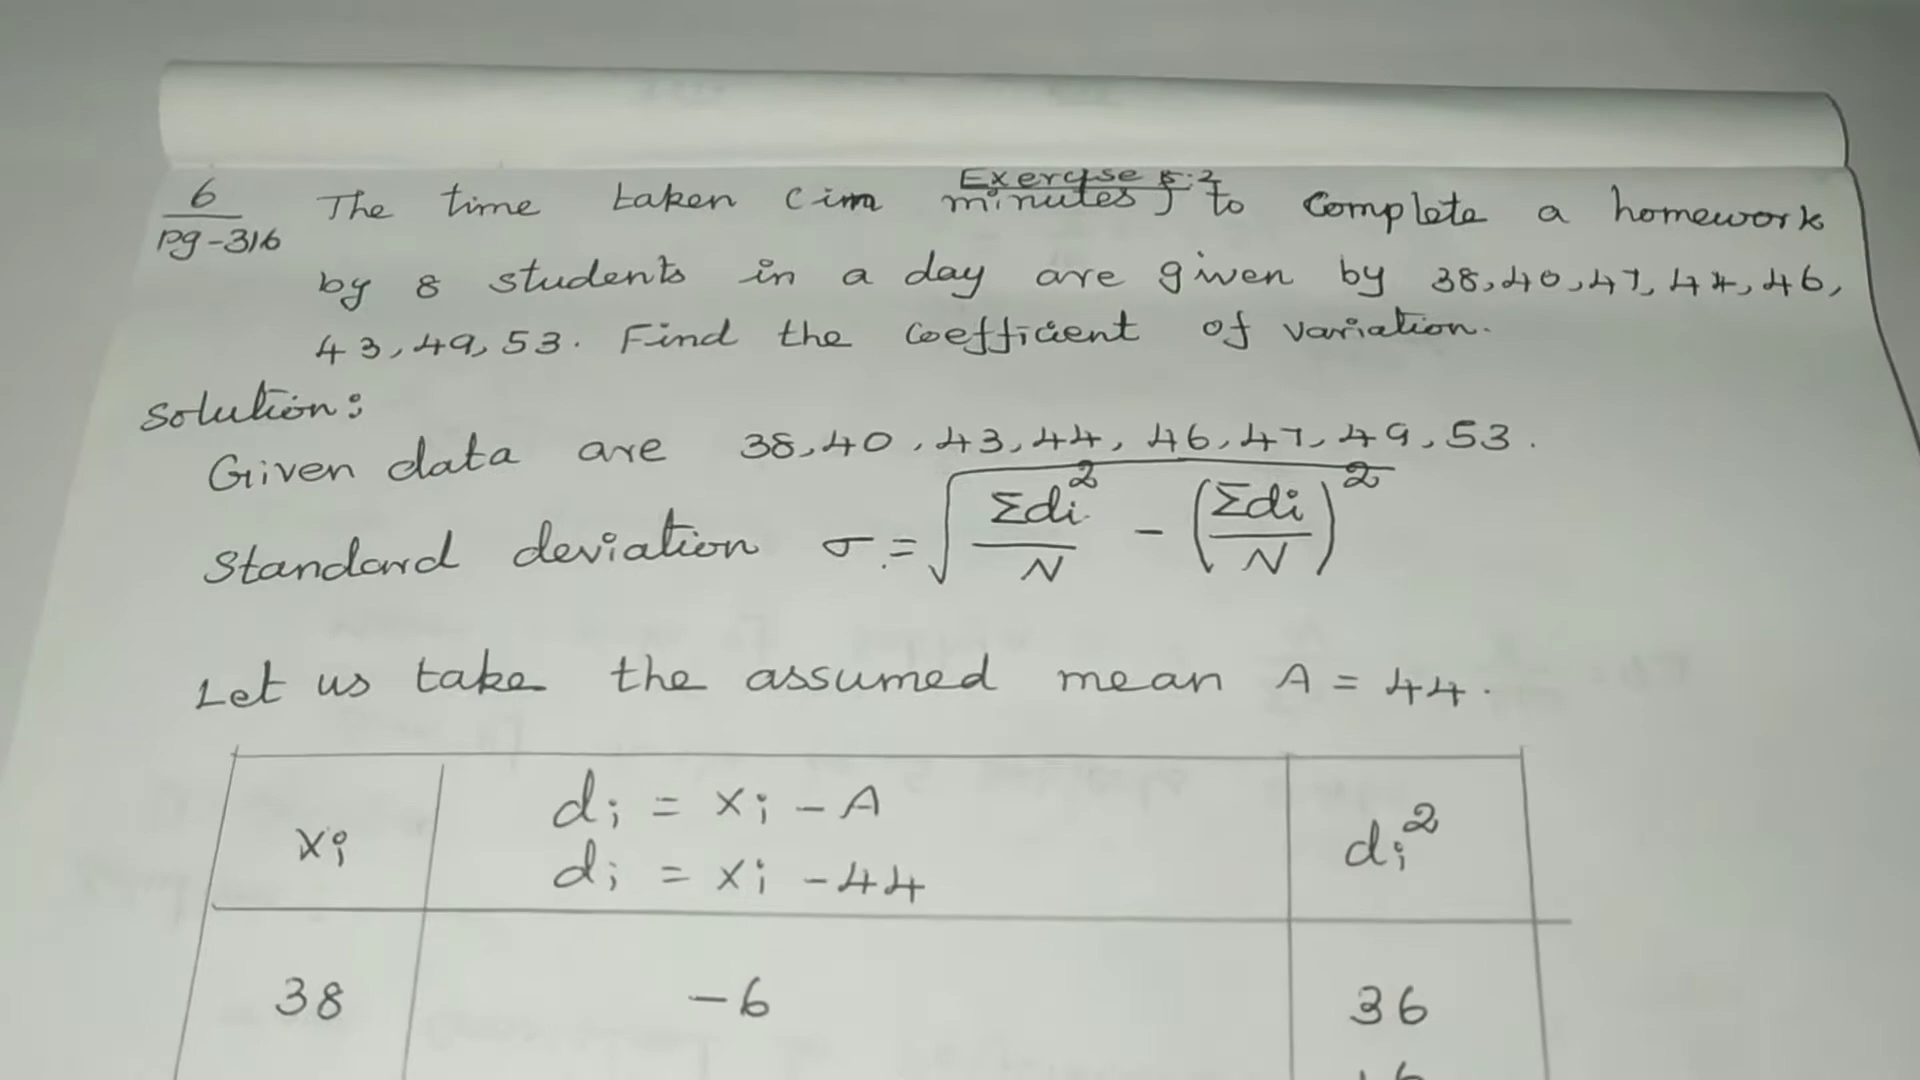 Exercise 5.2
6 The time taken (in minutes) to complete a homework
pg-316
by 8 students in a day are given by 38,40,47,44,46,
43,49,53. Find the coefficient of variation.
Solution:
Given data are 38,40,43,44,46,47,49,53.
Standard deviation σ = √(Σdi²/N - (Σdi/N)²)
Let us take the assumed mean A = 44.
xi di = xi - A di²
di = xi - 44
38 -6 36